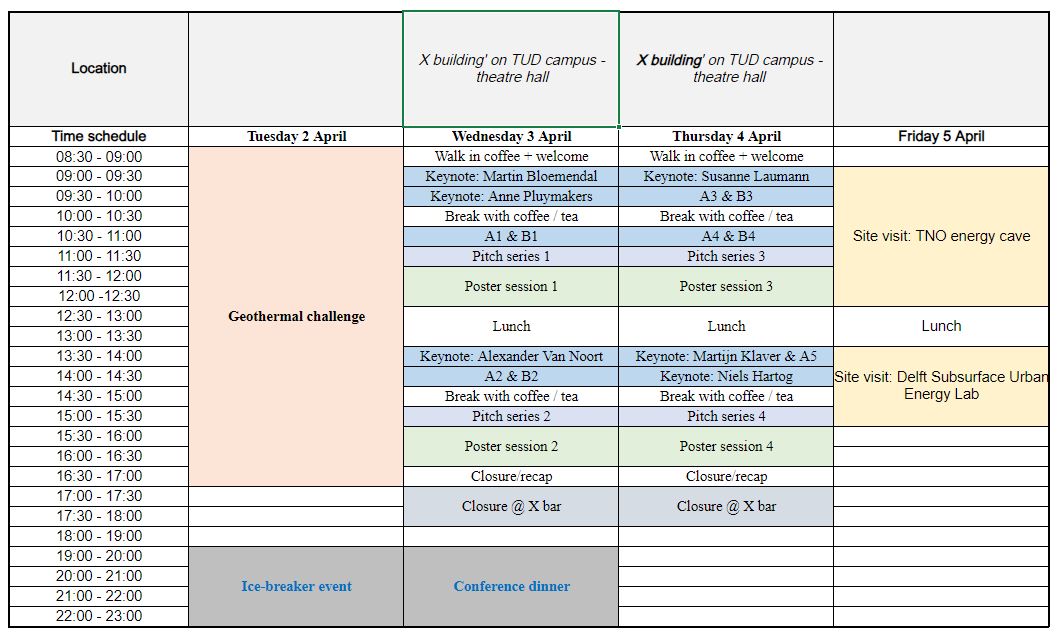 Location
X building' on TUD campus -
theatre hall
X building' on TUD campus -
theatre hall
Time schedule Tuesday 2 April Wednesday 3 April Thursday 4 April Friday 5 April
08:30 - 09:00 Walk in coffee + welcome Walk in coffee + welcome
09:00 - 09:30 Keynote: Martin Bloemendal Keynote: Susanne Laumann
09:30 - 10:00 Keynote: Anne Pluymakers A3 & B3
10:00 - 10:30 Break with coffee / tea Break with coffee / tea
10:30 - 11:00 A1 & B1 A4 & B4 Site visit: TNO energy cave
11:00 - 11:30 Pitch series 1 Pitch series 3
11:30 - 12:00
Poster session 1 Poster session 3
12:00 -12:30
12:30 - 13:00
Geothermal challenge Lunch Lunch Lunch
13:00 - 13:30
13:30 - 14:00 Keynote: Alexander Van Noort Keynote: Martijn Klaver & A5
14:00 - 14:30 A2 & B2 Keynote: Niels Hartog Site visit: Delft Subsurface Urban
14:30 - 15:00 Break with coffee / tea Break with coffee / tea Energy Lab
15:00 - 15:30 Pitch series 2 Pitch series 4
15:30 - 16:00
Poster session 2 Poster session 4
16:00 - 16:30
16:30 - 17:00 Closure/recap Closure/recap
17:00 - 17:30
Closure @ X bar Closure @ X bar
17:30 - 18:00
18:00 - 19:00
19:00 - 20:00
20:00 - 21:00
Ice-breaker event Conference dinner
21:00 - 22:00
22:00 - 23:00